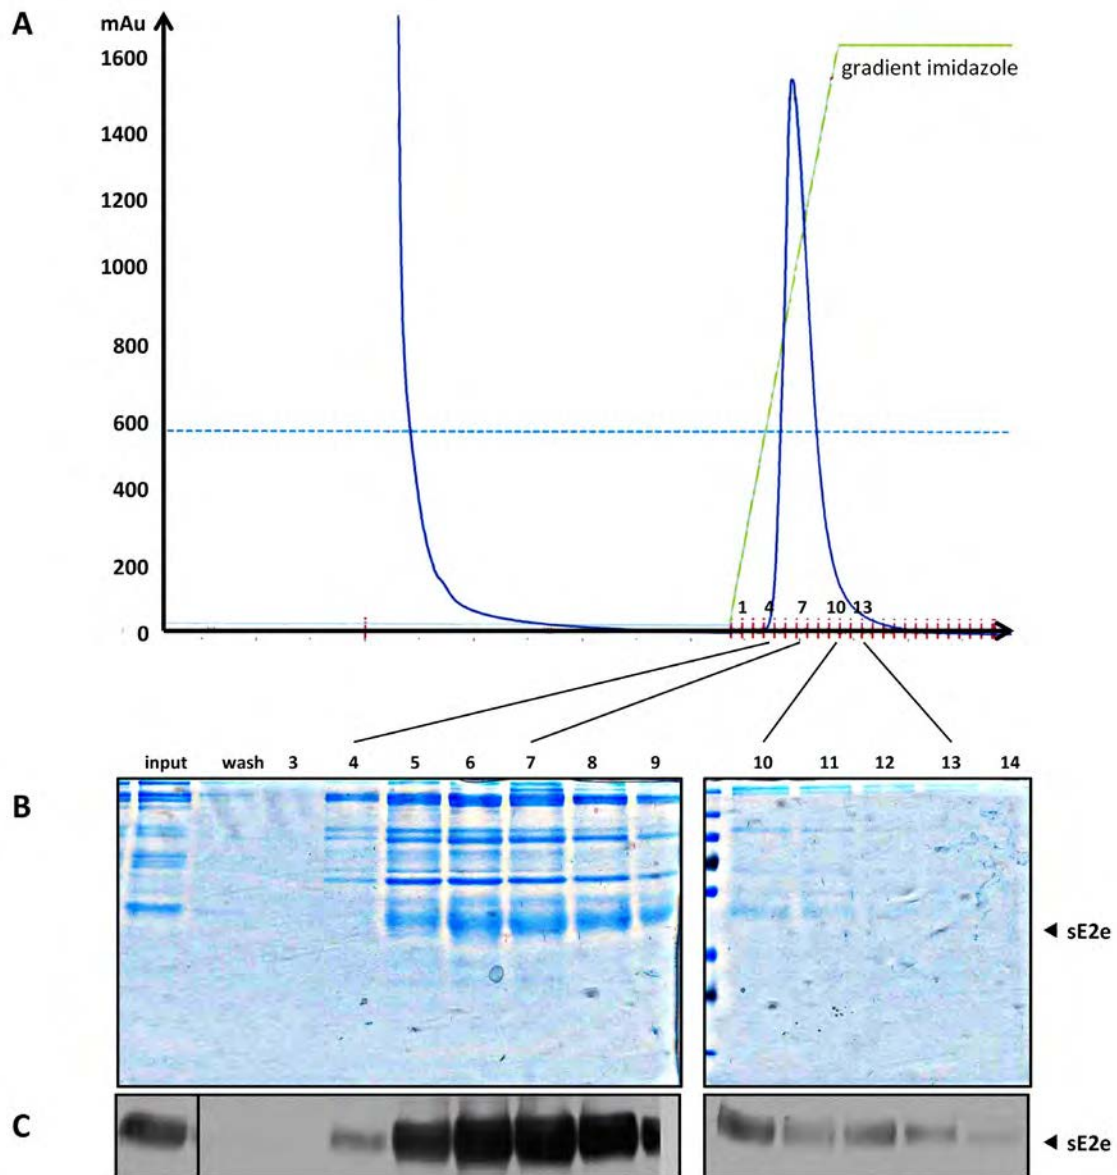 A
mAu
1600
gradient imidazole
1400
1200
1000
800
600
400
200
1 4 7 10 13
0
input wash 3 4 5 6 7 8 9 10 11 12 13 14
B
◄ sE2e
C
◄ sE2e